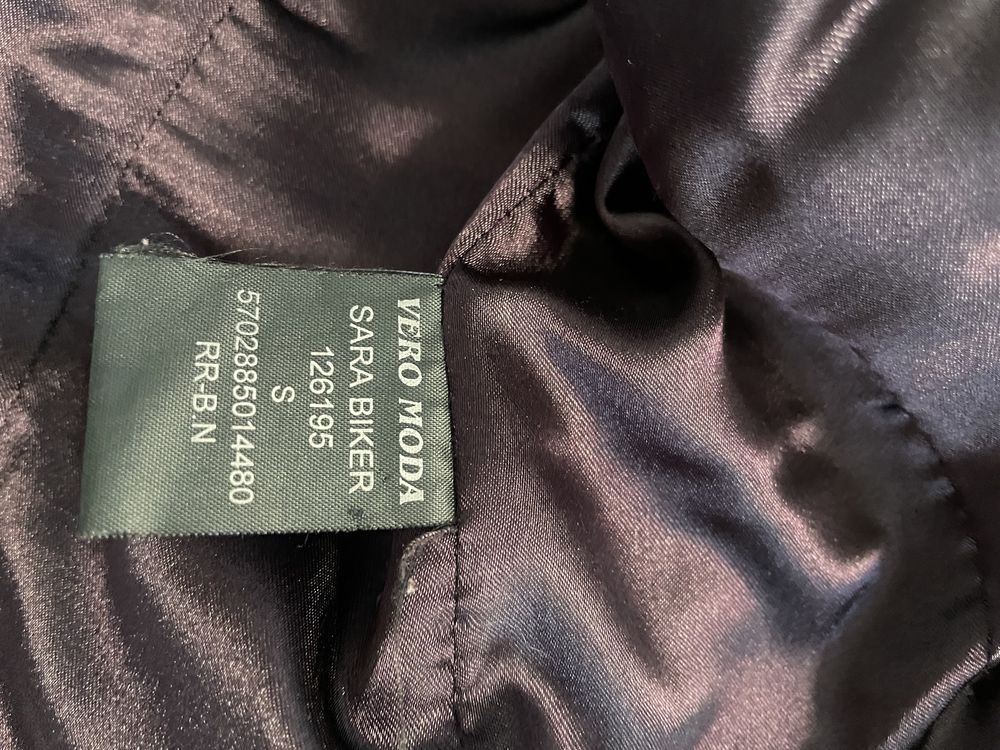 VERO MODA
SARA BIKER
126195
S
5702885014480
RR-B.N